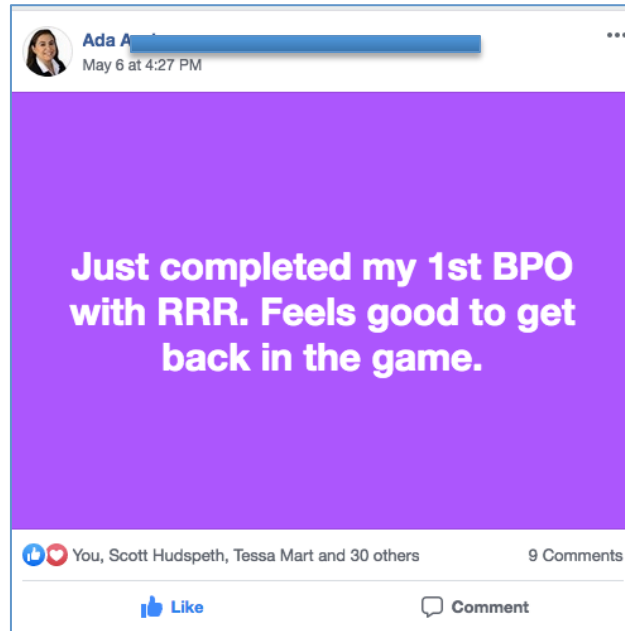 Ada A
May 6 at 4:27 PM
Just completed my 1st BPO
with RRR. Feels good to get
back in the game.
You, Scott Hudspeth, Tessa Mart and 30 others 9 Comments
Like Comment